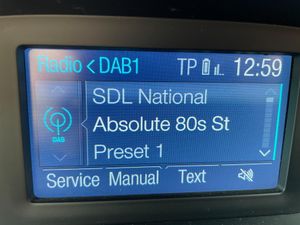 Radio < DAB1 TP 12:59
SDL National
Absolute 80s St
DAB
Preset 1
Service Manual Text